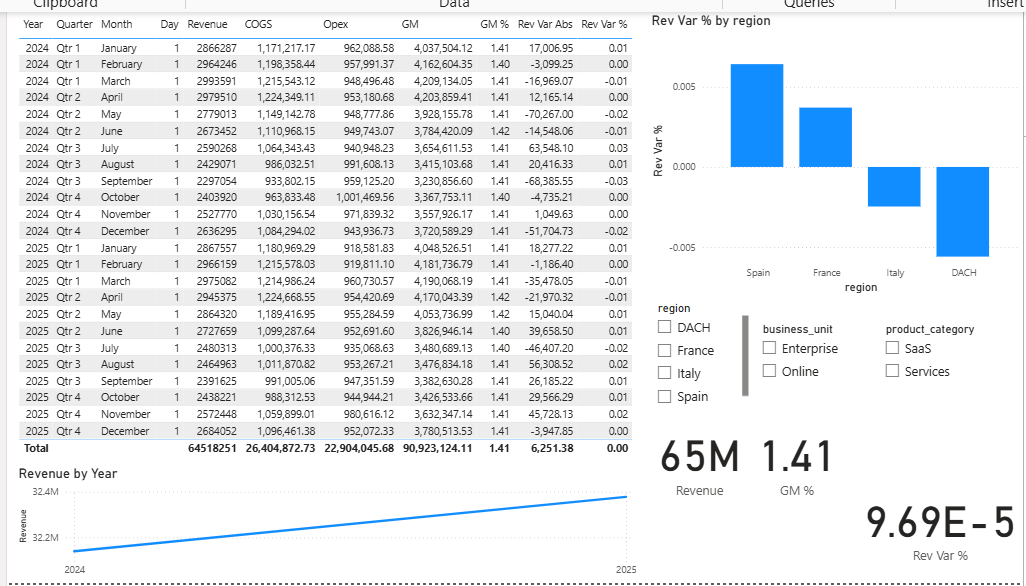 Clipboard Data Queries Insert
Year Quarter Month Day Revenue COGS Opex GM GM % Rev Var Abs Rev Var %
2024 Qtr 1 January 1 2866287 1,171,217.17 962,088.58 4,037,504.12 1.41 17,006.95 0.01
2024 Qtr 1 February 1 2964246 1,198,358.44 957,991.37 4,162,604.35 1.40 -3,099.25 0.00
2024 Qtr 1 March 1 2993591 1,215,543.12 948,496.48 4,209,134.05 1.41 -16,969.07 -0.01
2024 Qtr 2 April 1 2979510 1,224,349.11 953,180.68 4,203,859.41 1.41 12,165.14 0.00
2024 Qtr 2 May 1 2779013 1,149,142.78 948,777.86 3,928,155.78 1.41 -70,267.00 -0.02
2024 Qtr 2 June 1 2673452 1,110,968.15 949,743.07 3,784,420.09 1.42 -14,548.06 -0.01
2024 Qtr 3 July 1 2590268 1,064,343.43 940,948.23 3,654,611.53 1.41 63,548.10 0.03
2024 Qtr 3 August 1 2429071 986,032.51 991,608.13 3,415,103.68 1.41 20,416.33 0.01
2024 Qtr 3 September 1 2297054 933,802.15 959,125.20 3,230,856.60 1.41 -68,385.55 -0.03
2024 Qtr 4 October 1 2403920 963,833.48 1,001,469.56 3,367,753.11 1.40 -4,735.21 0.00
2024 Qtr 4 November 1 2527770 1,030,156.54 971,839.32 3,557,926.17 1.41 1,049.63 0.00
2024 Qtr 4 December 1 2636295 1,084,294.02 943,936.73 3,720,589.29 1.41 -51,704.73 -0.02
2025 Qtr 1 January 1 2867557 1,180,969.29 918,581.83 4,048,526.51 1.41 18,277.22 0.01
2025 Qtr 1 February 1 2966159 1,215,578.03 919,811.10 4,181,736.79 1.41 -1,186.40 0.00
2025 Qtr 1 March 1 2975082 1,214,986.24 960,730.57 4,190,068.19 1.41 -35,478.05 -0.01
2025 Qtr 2 April 1 2945375 1,224,668.55 954,420.69 4,170,043.39 1.42 -21,970.32 -0.01
2025 Qtr 2 May 1 2864320 1,189,416.95 955,284.59 4,053,736.99 1.42 15,040.04 0.01
2025 Qtr 2 June 1 2727659 1,099,287.64 952,691.60 3,826,946.14 1.40 39,658.50 0.01
2025 Qtr 3 July 1 2480313 1,000,376.33 935,068.63 3,480,689.13 1.40 -46,407.20 -0.02
2025 Qtr 3 August 1 2464963 1,011,870.82 953,267.21 3,476,834.18 1.41 56,308.52 0.02
2025 Qtr 3 September 1 2391625 991,005.06 947,351.59 3,382,630.28 1.41 26,185.22 0.01
2025 Qtr 4 October 1 2438221 988,312.53 944,944.21 3,426,533.66 1.41 29,566.29 0.01
2025 Qtr 4 November 1 2572448 1,059,899.01 980,616.12 3,632,347.14 1.41 45,728.13 0.02
2025 Qtr 4 December 1 2684052 1,096,461.38 952,072.33 3,780,513.53 1.41 -3,947.85 0.00
Total 64518251 26,404,872.73 22,904,045.68 90,923,124.11 1.41 6,251.38 0.00
Revenue by Year
Revenue
32.4M
32.2M
2024 2025
Rev Var % by region
Rev Var %
0.005
0.000
-0.005
Spain France Italy DACH
region
region
DACH
France
Italy
Spain
business_unit
Enterprise
Online
product_category
SaaS
Services
65M
Revenue
1.41
GM %
9.69E-5
Rev Var %